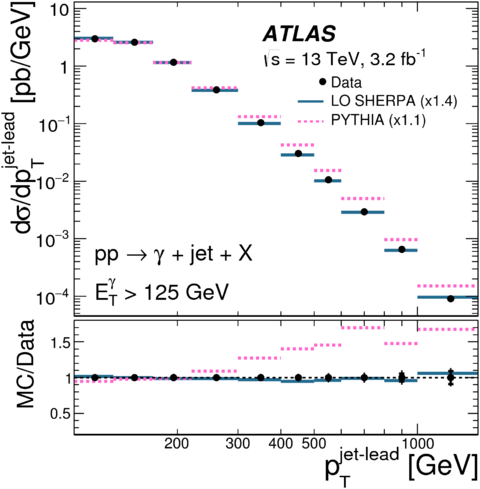 ATLAS
√s = 13 TeV, 3.2 fb⁻¹
Data
LO SHERPA (x1.4)
PYTHIA (x1.1)
dσ/dp_T^jet-lead [pb/GeV]
10
1
10⁻¹
10⁻²
10⁻³
10⁻⁴
pp → γ + jet + X
E_T^γ > 125 GeV
MC/Data
1.5
1
0.5
200 300 400 500 1000
p_T^jet-lead [GeV]